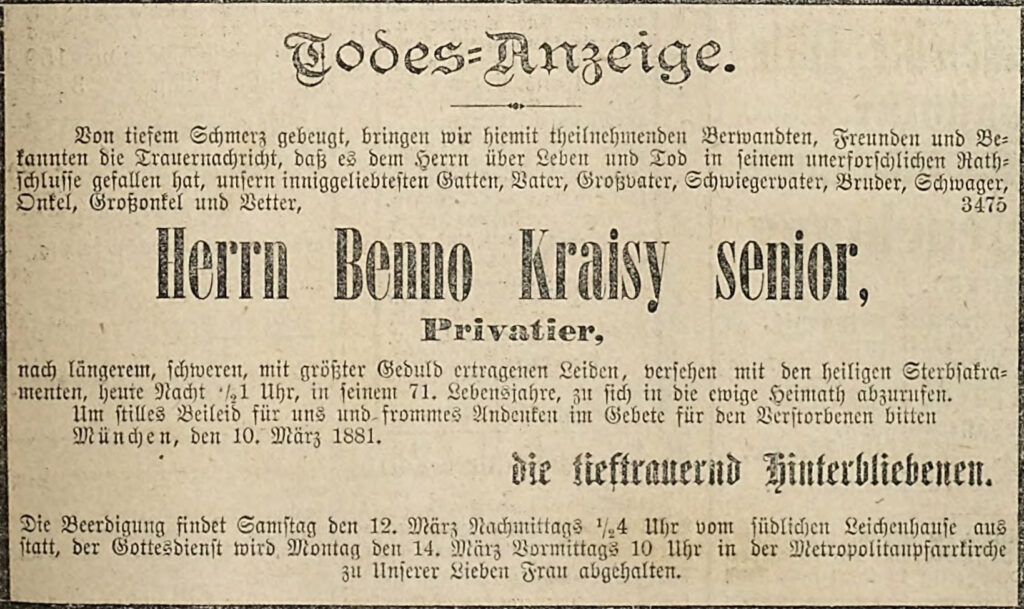 Todes-Anzeige.
Von tiefem Schmerz gebeugt, bringen wir hiemit theilnehmenden Verwandten, Freunden und Be-
kannten die Trauernachricht, daß es dem Herrn über Leben und Tod in seinem unerforschlichen Rath-
schlusse gefallen hat, unsern inniggeliebtesten Gatten, Vater, Großvater, Schwiegervater, Bruder, Schwager,
Onkel, Großonkel und Vetter, 3475
Herrn Benno Kraisy senior,
Privatier,
nach längerem, schweren, mit größter Geduld ertragenen Leiden, versehen mit den heiligen Sterbsakra-
menten, heute Nacht ½1 Uhr, in seinem 71. Lebensjahre, zu sich in die ewige Heimath abzurufen.
Um stilles Beileid für uns und frommes Andenken im Gebete für den Verstorbenen bitten
München, den 10. März 1881.
die tieftrauernd Hinterbliebenen.
Die Beerdigung findet Samstag den 12. März Nachmittags ½4 Uhr vom südlichen Leichenhause aus
statt, der Gottesdienst wird Montag den 14. März Vormittags 10 Uhr in der Metropolitanpfarrkirche
zu Unserer Lieben Frau abgehalten.